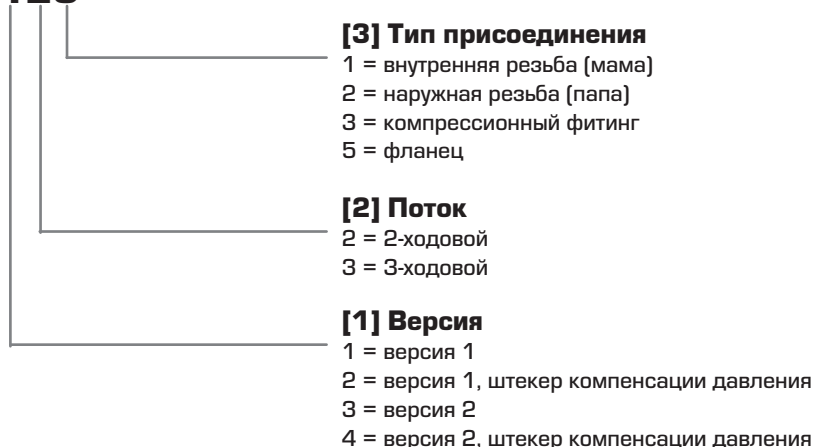 [3] Тип присоединения
1 = внутренняя резьба (мама)
2 = наружная резьба (папа)
3 = компрессионный фитинг
5 = фланец
[2] Поток
2 = 2-ходовой
3 = 3-ходовой
[1] Версия
1 = версия 1
2 = версия 1, штекер компенсации давления
3 = версия 2
4 = версия 2, штекер компенсации давления